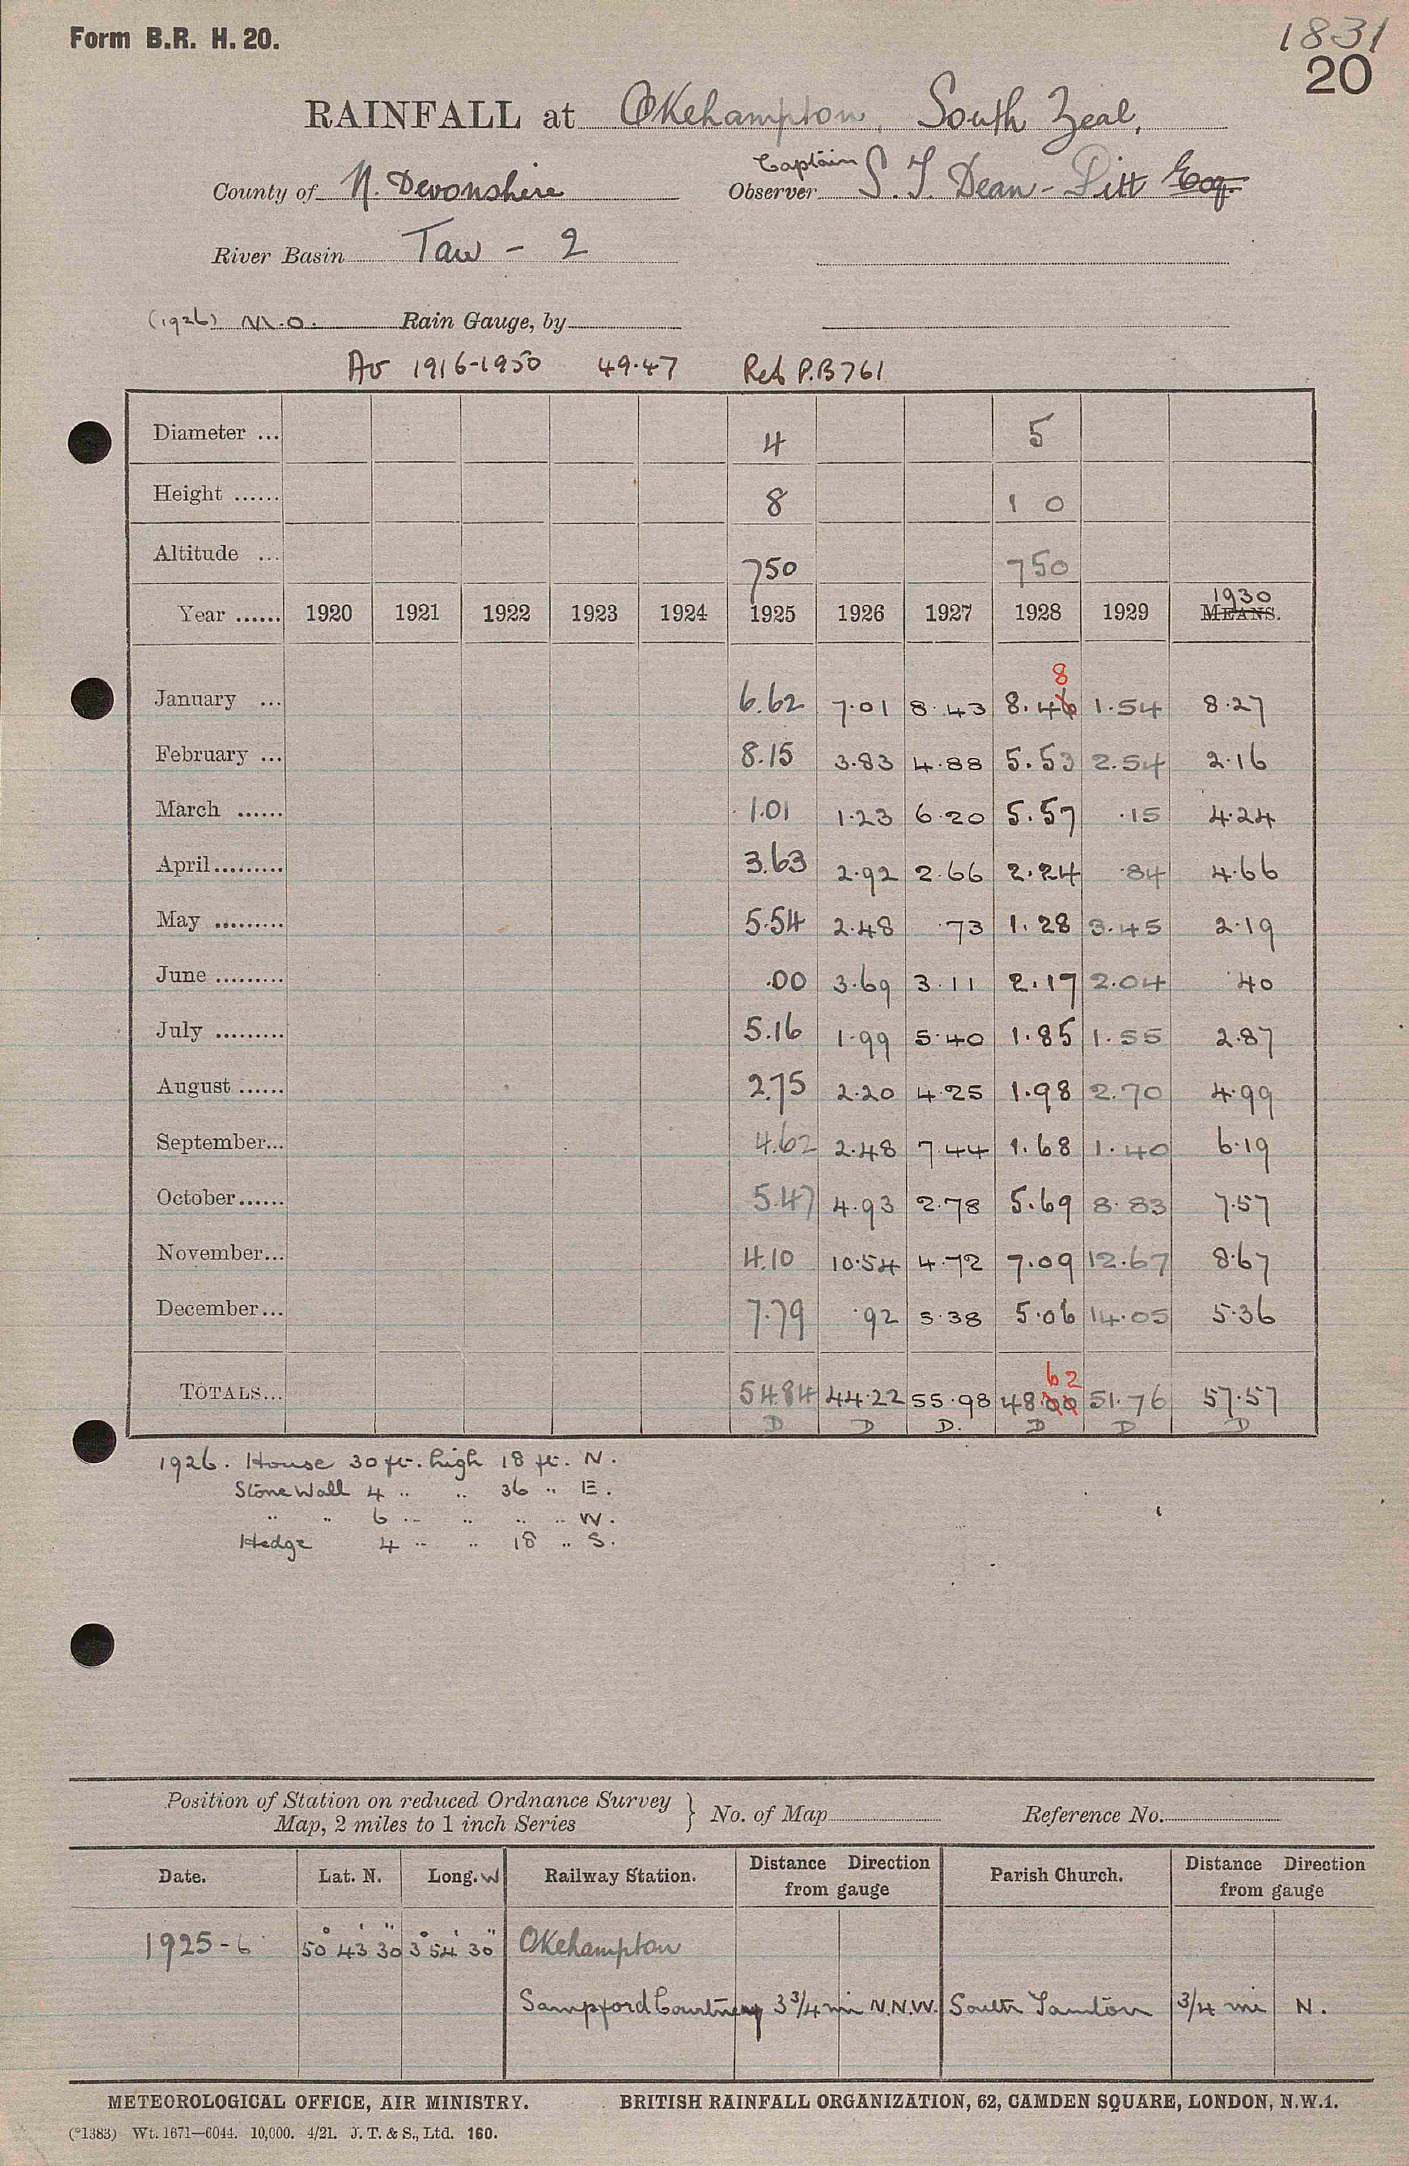 Form B.R. H. 20.
1831
20
RAINFALL at Okehampton, South Zeal.
County of N. Devonshire Observer Captain S. T. Dean-Pitt Esq.
River Basin Taw - 2
(1926) M.O. Rain Gauge, by
Av 1916-1950 49.47 Ret P.B 761
Diameter ... 4 5
Height ...... 8 10
Altitude ... 750 750
Year ...... 1920 1921 1922 1923 1924 1925 1926 1927 1928 1929 1930 MEANS.
8
January ... 6.62 7.01 8.43 8.46 1.54 8.27
February ... 8.15 3.83 4.88 5.53 2.54 2.16
March ...... 1.01 1.23 6.20 5.57 .15 4.24
April ......... 3.63 2.92 2.66 2.24 .84 4.66
May ......... 5.54 2.48 .73 1.28 3.45 2.19
June ......... .00 3.69 3.11 2.17 2.04 .40
July ......... 5.16 1.99 5.40 1.85 1.55 2.87
August ...... 2.75 2.20 4.25 1.98 2.70 4.99
September... 4.62 2.48 7.44 1.68 1.40 6.19
October ...... 5.47 4.93 2.78 5.69 8.83 7.57
November... 4.10 10.54 4.72 7.09 12.67 8.67
December... 7.79 .92 5.38 5.06 14.05 5.36
62
TOTALS... 54.84 44.22 55.98 48.00 51.76 57.57
D D D. D D D
1926. House 30 ft. high 18 ft. N.
Stone Wall 4 " " 36 " E.
" " 6 " " " " W.
Hedge 4 " " 18 " S.
Position of Station on reduced Ordnance Survey
Map, 2 miles to 1 inch Series } No. of Map Reference No.
Date. Lat. N. Long. W Railway Station. Distance Direction from gauge Parish Church. Distance Direction from gauge
1925-6 50° 43' 30" 3° 54' 30" Okehampton
Sampford Courtney 3 3/4 mi N.N.W. South Tawton 3/4 mi N.
METEOROLOGICAL OFFICE, AIR MINISTRY. BRITISH RAINFALL ORGANIZATION, 62, CAMDEN SQUARE, LONDON, N.W.1.
(*1383) Wt. 1671—6044. 10,000. 4/21. J. T. & S., Ltd. 160.